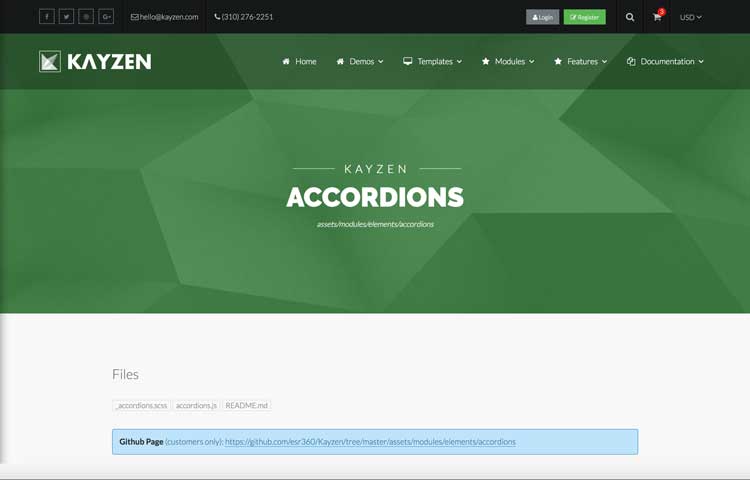 hello@kayzen.com (310) 276-2251 Login Register 3 USD
KAYZEN Home Demos Templates Modules Features Documentation
KAYZEN
ACCORDIONS
assets/modules/elements/accordions
Files
_accordions.scss accordions.js README.md
Github Page (customers only): https://github.com/esr360/Kayzen/tree/master/assets/modules/elements/accordions